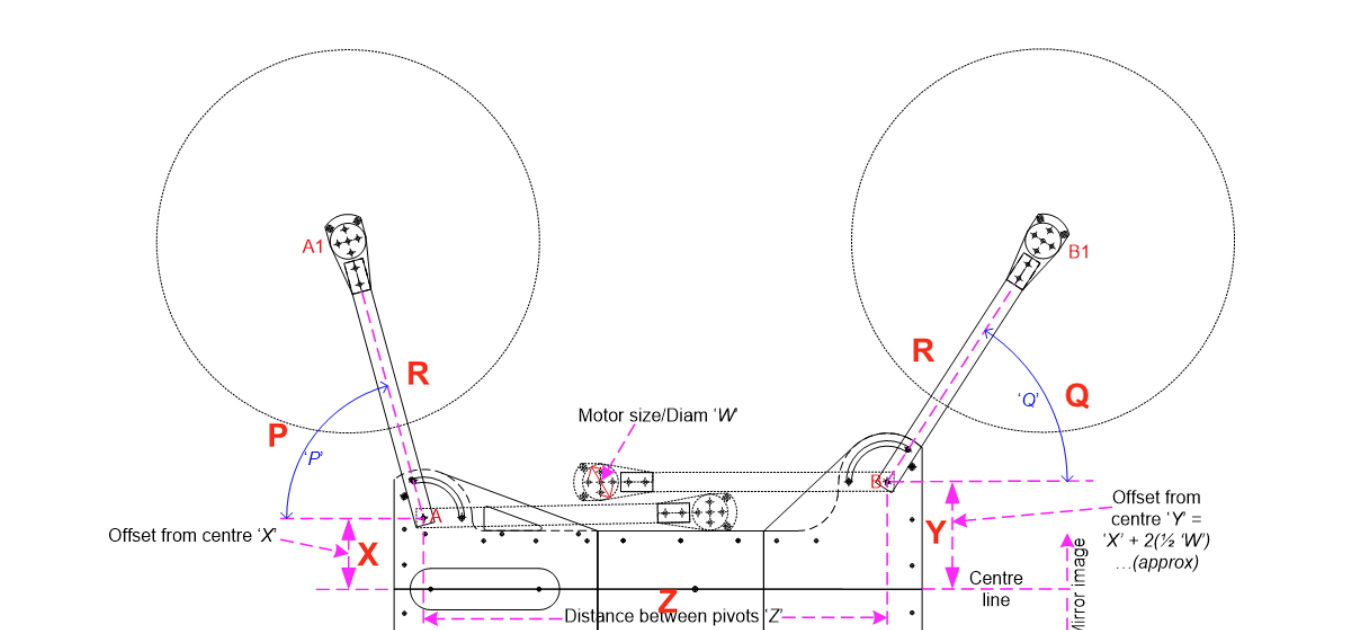 A1
B1
R
R
Q
'Q'
P
'P'
Motor size/Diam 'W'
B
A
Offset from centre 'X'
X
Y
Offset from
centre 'Y' =
'X' + 2(½ 'W')
…(approx)
Mirror image
Centre
line
Z
Distance between pivots 'Z'